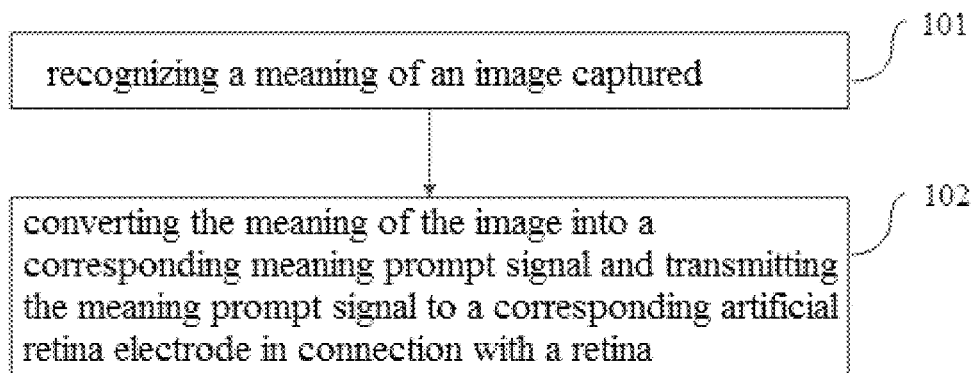 101
recognizing a meaning of an image captured
102
converting the meaning of the image into a
corresponding meaning prompt signal and transmitting
the meaning prompt signal to a corresponding artificial
retina electrode in connection with a retina